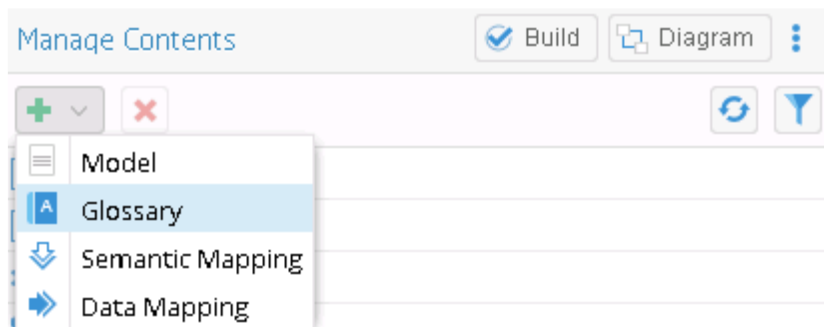 Manage Contents Build Diagram
Model
A Glossary
Semantic Mapping
Data Mapping